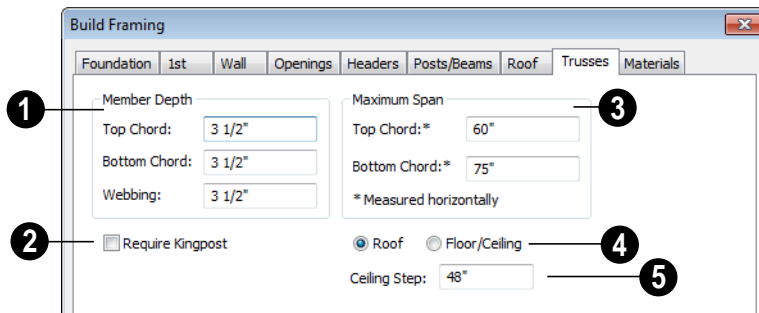 Build Framing
Foundation 1st Wall Openings Headers Posts/Beams Roof Trusses Materials
1 Member Depth Maximum Span 3
Top Chord: 3 1/2" Top Chord:* 60"
Bottom Chord: 3 1/2" Bottom Chord:* 75"
Webbing: 3 1/2" * Measured horizontally
2 Require Kingpost Roof Floor/Ceiling 4
Ceiling Step: 48" 5